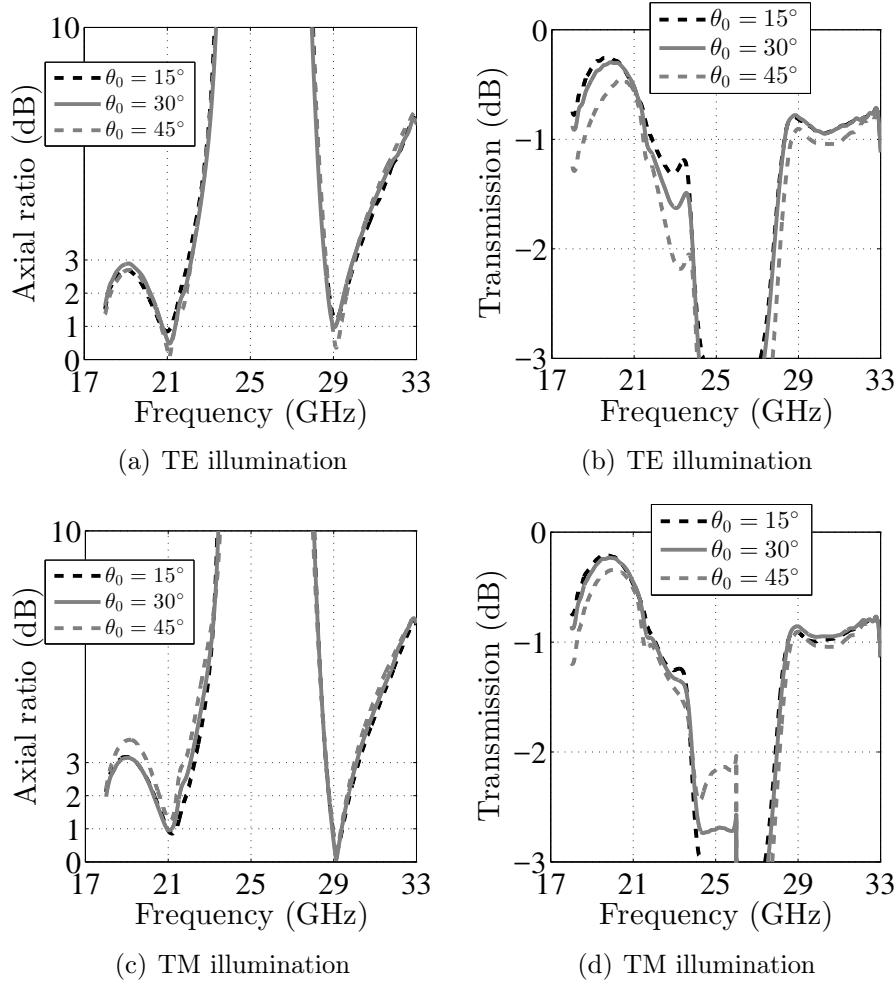 10
3
2
1
0
Axial ratio (dB)
θ₀ = 15°
θ₀ = 30°
θ₀ = 45°
17 21 25 29 33
Frequency (GHz)
(a) TE illumination
0
−1
−2
−3
Transmission (dB)
θ₀ = 15°
θ₀ = 30°
θ₀ = 45°
17 21 25 29 33
Frequency (GHz)
(b) TE illumination
10
3
2
1
0
Axial ratio (dB)
θ₀ = 15°
θ₀ = 30°
θ₀ = 45°
17 21 25 29 33
Frequency (GHz)
(c) TM illumination
0
−1
−2
−3
Transmission (dB)
θ₀ = 15°
θ₀ = 30°
θ₀ = 45°
17 21 25 29 33
Frequency (GHz)
(d) TM illumination